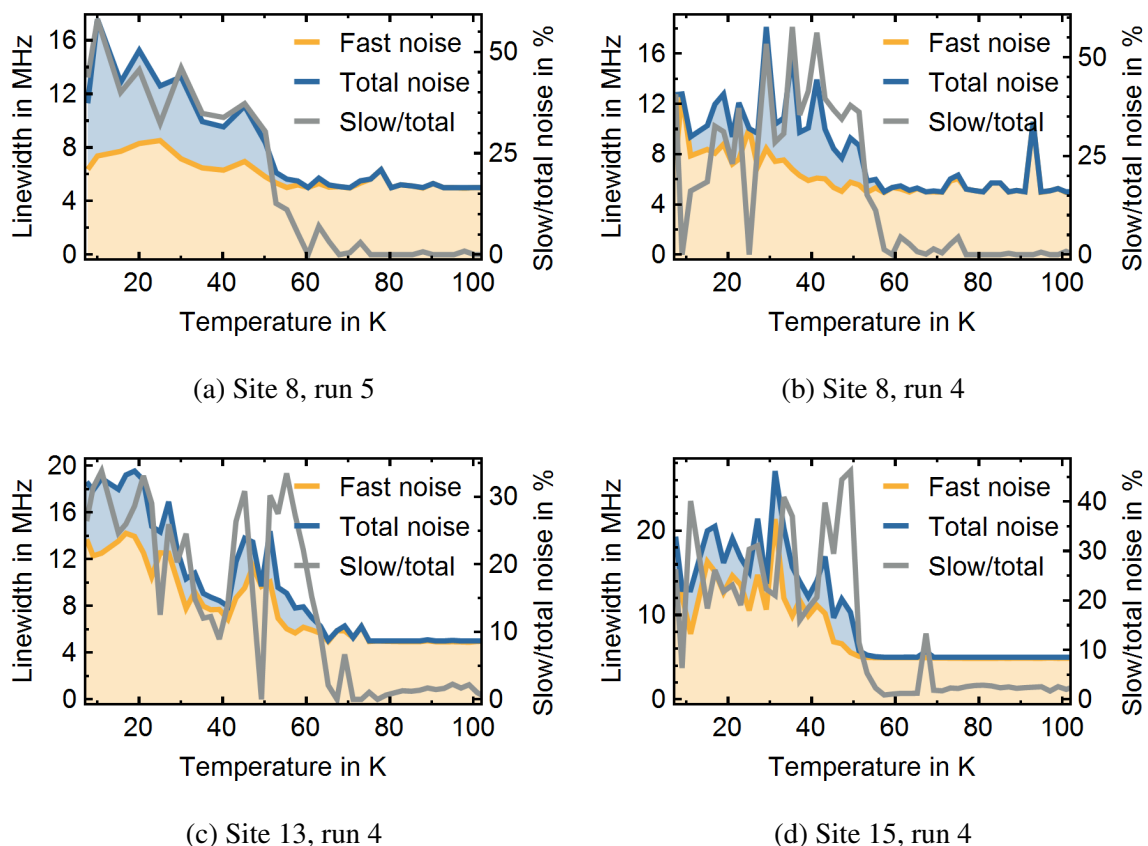 Linewidth in MHz
16
12
8
4
0
Fast noise
Total noise
Slow/total
50
25
0
Slow/total noise in %
20 40 60 80 100
Temperature in K
(a) Site 8, run 5
Linewidth in MHz
16
12
8
4
0
Fast noise
Total noise
Slow/total
50
25
0
Slow/total noise in %
20 40 60 80 100
Temperature in K
(b) Site 8, run 4
Linewidth in MHz
20
16
12
8
4
0
Fast noise
Total noise
Slow/total
30
20
10
0
Slow/total noise in %
20 40 60 80 100
Temperature in K
(c) Site 13, run 4
Linewidth in MHz
20
10
0
Fast noise
Total noise
Slow/total
40
30
20
10
0
Slow/total noise in %
20 40 60 80 100
Temperature in K
(d) Site 15, run 4